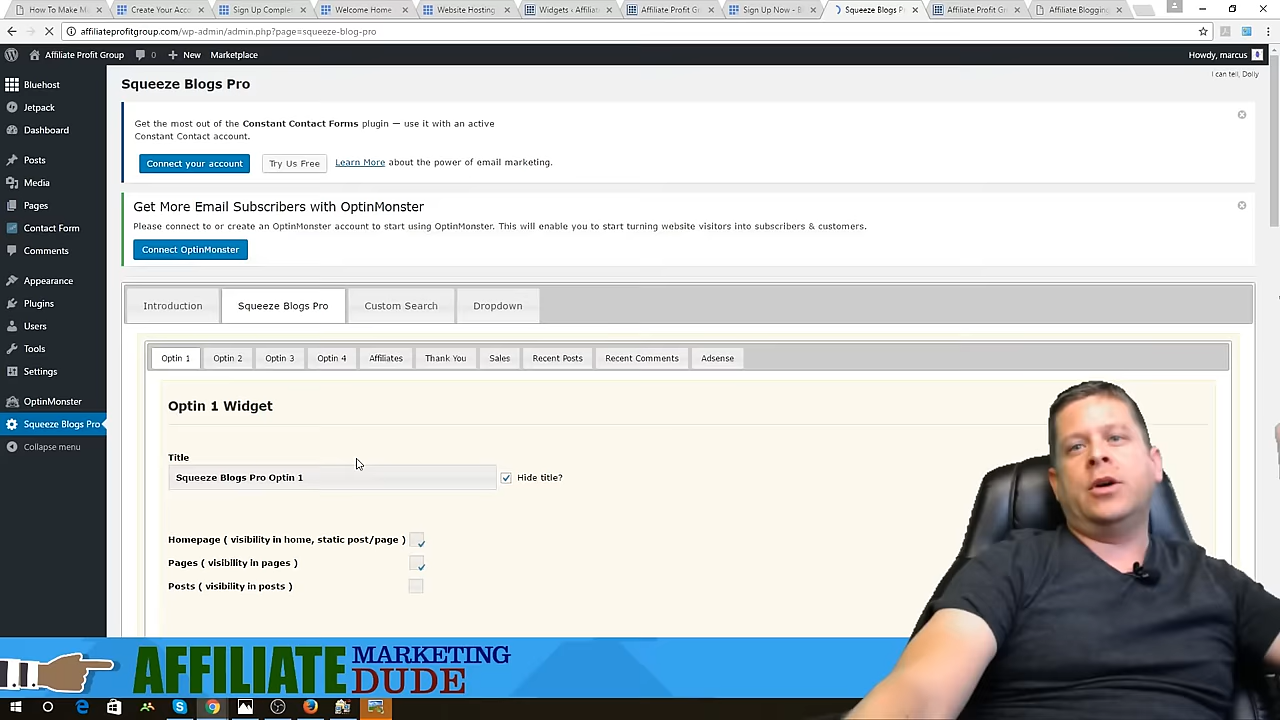 How To Make M
Create Your Acco
Sign Up Comple
Welcome Home
Website Hosting
Widgets ‹ Affiliat
Affiliate Profit Gr
Sign Up Now - B
Squeeze Blogs P
Affiliate Profit G
Affiliate Blogging
affiliateprofitgroup.com/wp-admin/admin.php?page=squeeze-blog-pro
Affiliate Profit Group
0
New
Marketplace
Howdy, marcus
I can tell, Dolly
Bluehost
Jetpack
Dashboard
Posts
Media
Pages
Contact Form
Comments
Appearance
Plugins
Users
Tools
Settings
OptinMonster
Squeeze Blogs Pro
Collapse menu
Squeeze Blogs Pro
Get the most out of the Constant Contact Forms plugin — use it with an active
Constant Contact account.
Connect your account
Try Us Free
Learn More about the power of email marketing.
Get More Email Subscribers with OptinMonster
Please connect to or create an OptinMonster account to start using OptinMonster. This will enable you to start turning website visitors into subscribers & customers.
Connect OptinMonster
Introduction
Squeeze Blogs Pro
Custom Search
Dropdown
Optin 1
Optin 2
Optin 3
Optin 4
Affiliates
Thank You
Sales
Recent Posts
Recent Comments
Adsense
Optin 1 Widget
Title
Squeeze Blogs Pro Optin 1
Hide title?
Homepage ( visibility in home, static post/page )
Pages ( visibility in pages )
Posts ( visibility in posts )
AFFILIATE MARKETING
DUDE